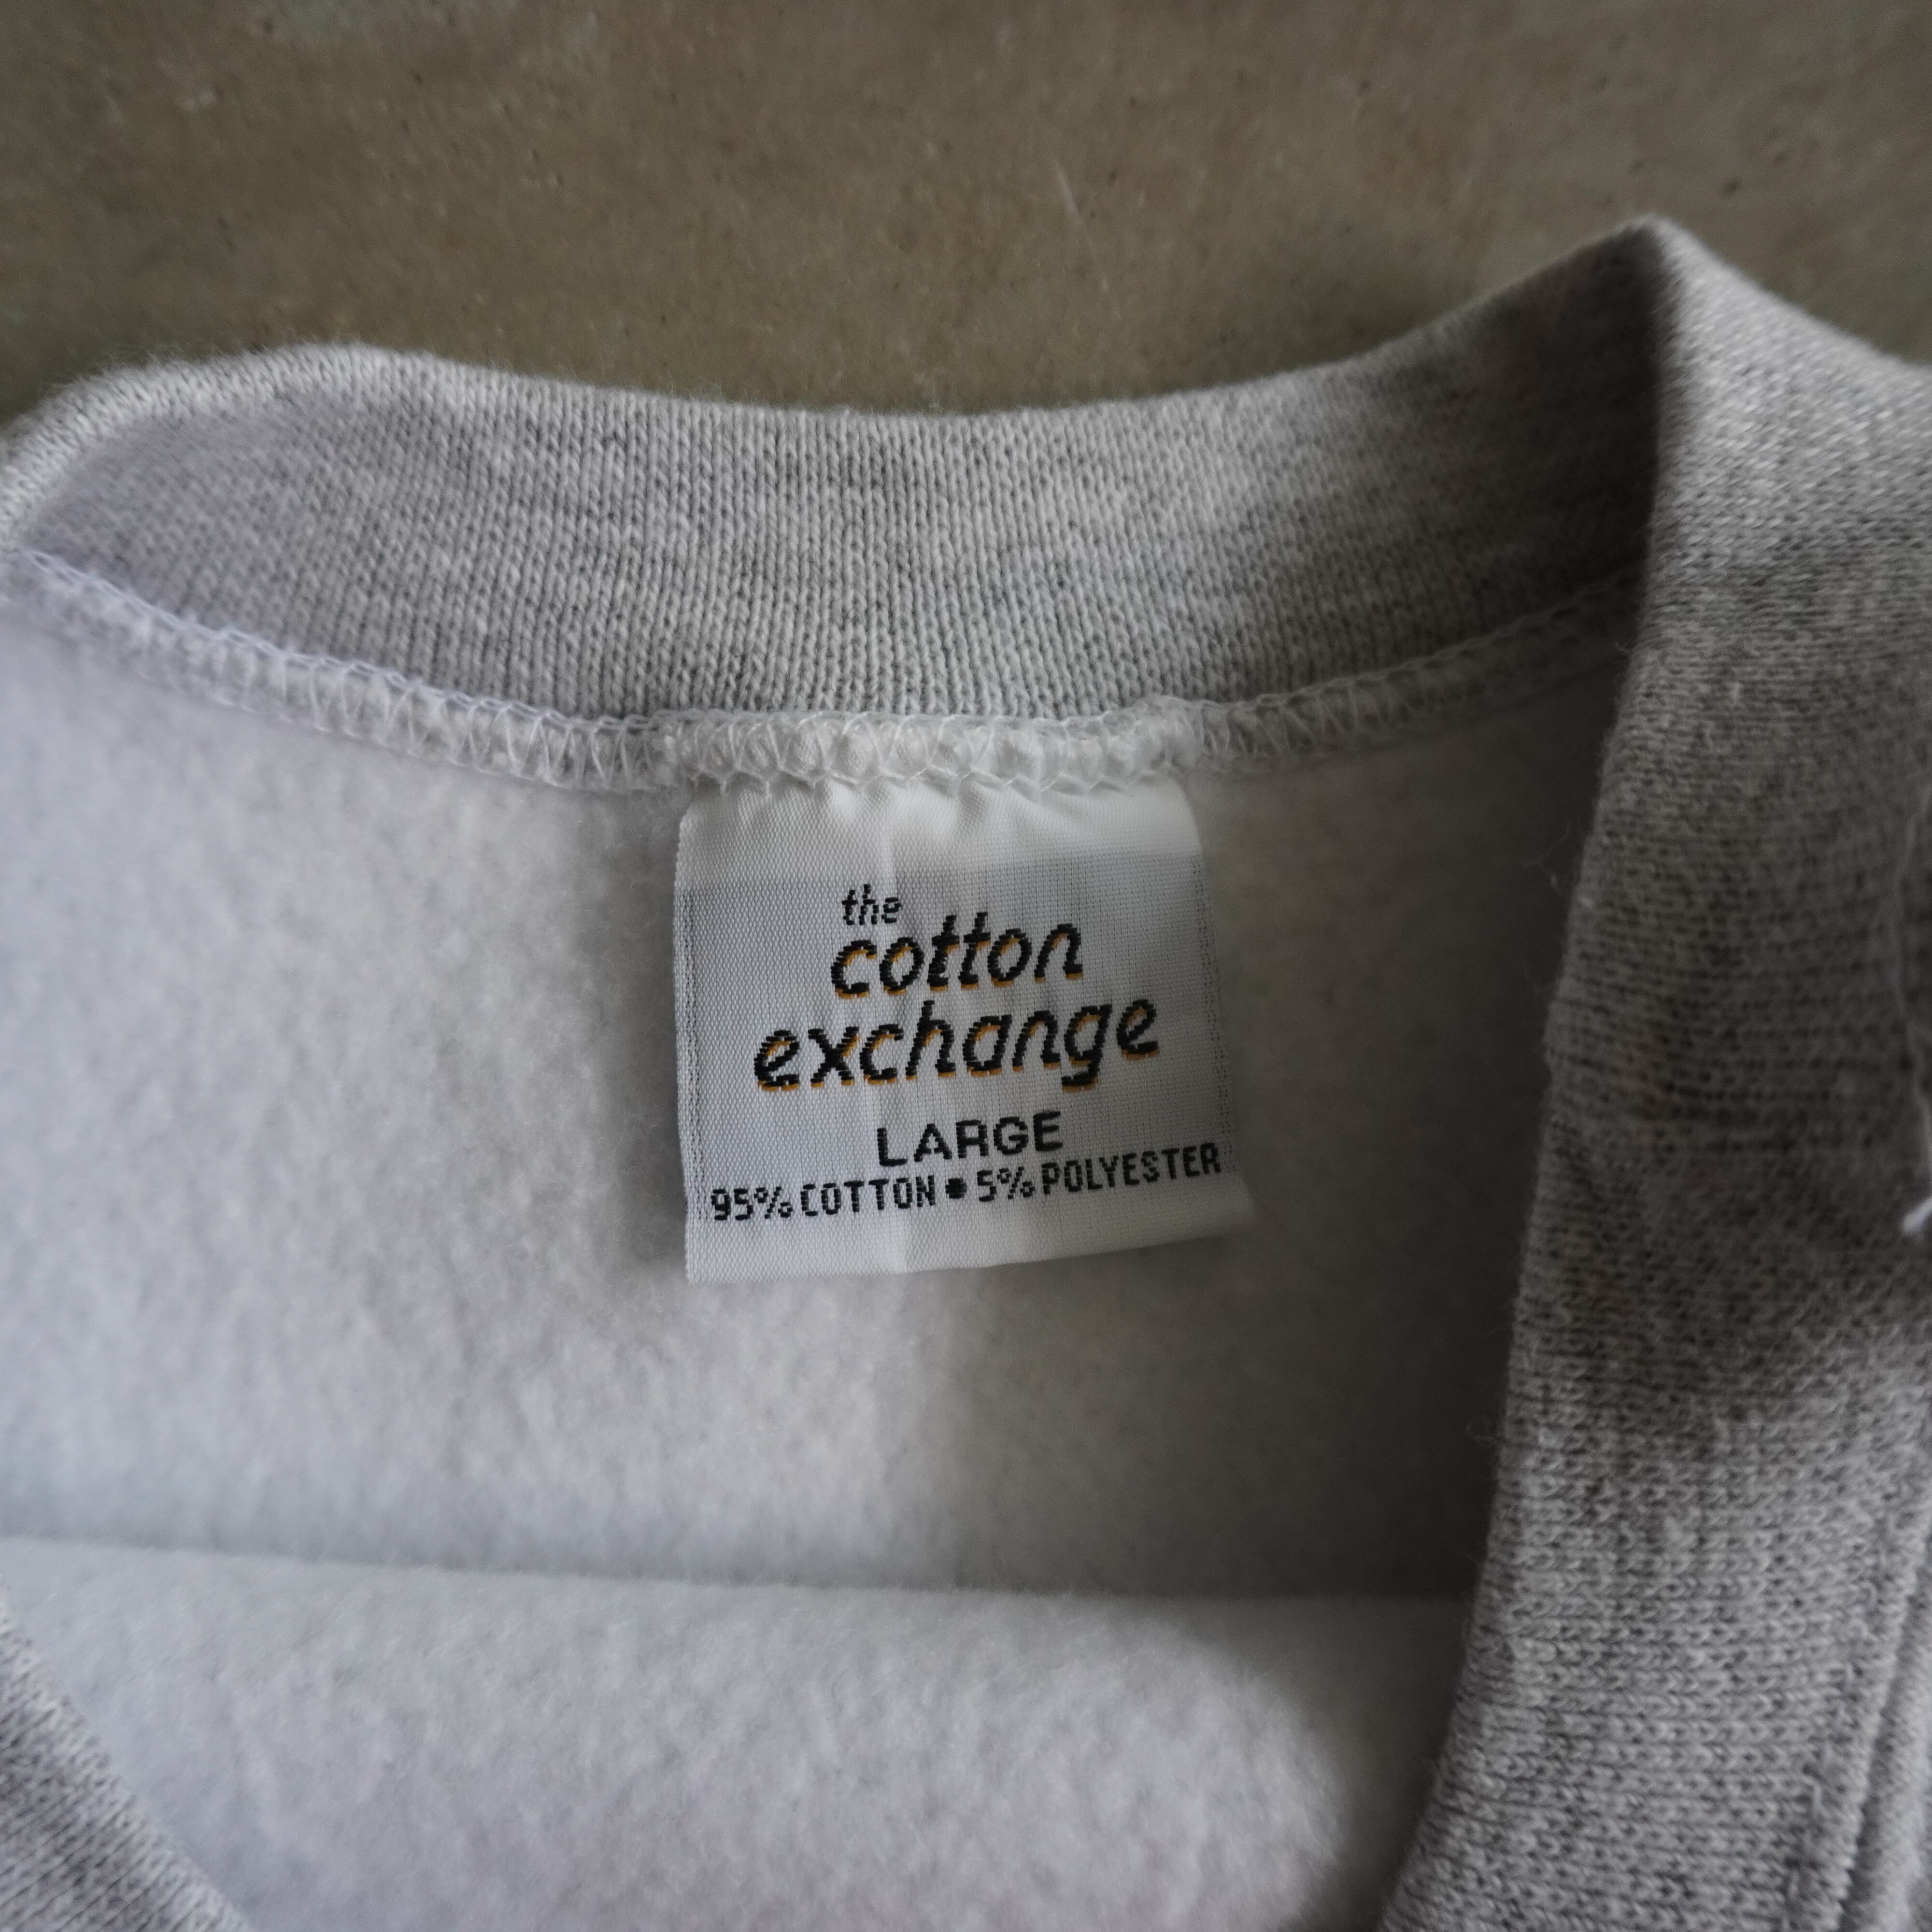 the
cotton
exchange
LARGE
95% COTTON • 5% POLYESTER